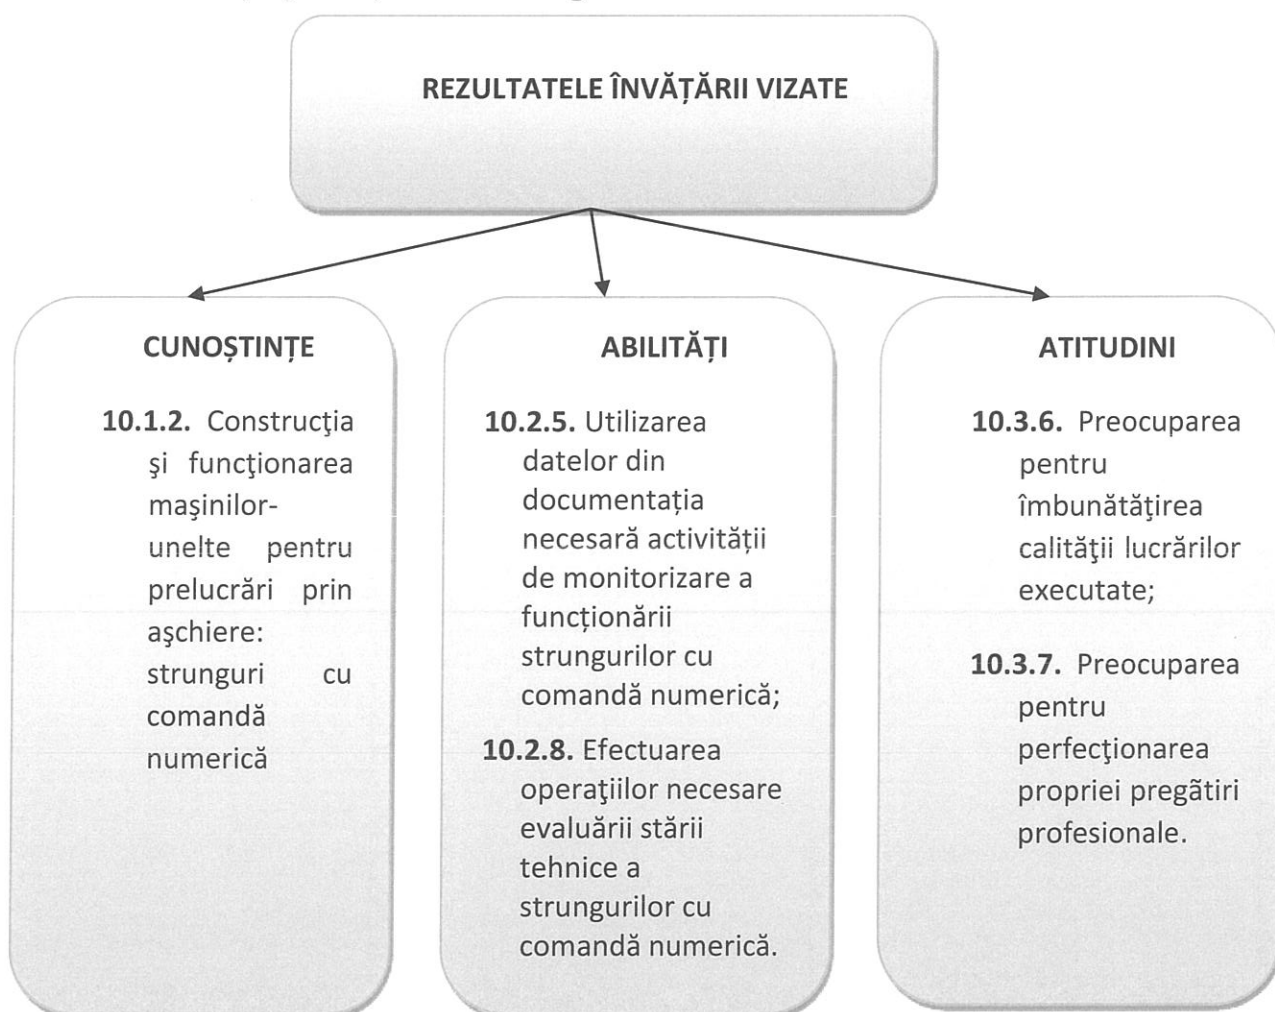 REZULTATELE ÎNVĂȚĂRII VIZATE
CUNOȘTINȚE
10.1.2. Construcţia
şi funcţionarea
maşinilor-
unelte pentru
prelucrări prin
aşchiere:
strunguri cu
comandă
numerică
ABILITĂȚI
10.2.5. Utilizarea
datelor din
documentația
necesară activității
de monitorizare a
funcționării
strungurilor cu
comandă numerică;
10.2.8. Efectuarea
operaţiilor necesare
evaluării stării
tehnice a
strungurilor cu
comandă numerică.
ATITUDINI
10.3.6. Preocuparea
pentru
îmbunătăţirea
calităţii lucrărilor
executate;
10.3.7. Preocuparea
pentru
perfecţionarea
propriei pregãtiri
profesionale.